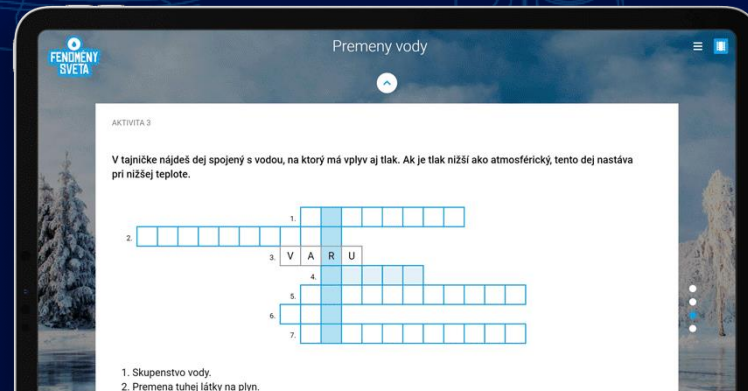 FENOMÉNY
SVETA
Premeny vody
AKTIVITA 3
V tajničke nájdeš dej spojený s vodou, na ktorý má vplyv aj tlak. Ak je tlak nižší ako atmosférický, tento dej nastáva
pri nižšej teplote.
1.
2.
3. V A R U
4.
5.
6.
7.
1. Skupenstvo vody.
2. Premena tuhej látky na plyn.